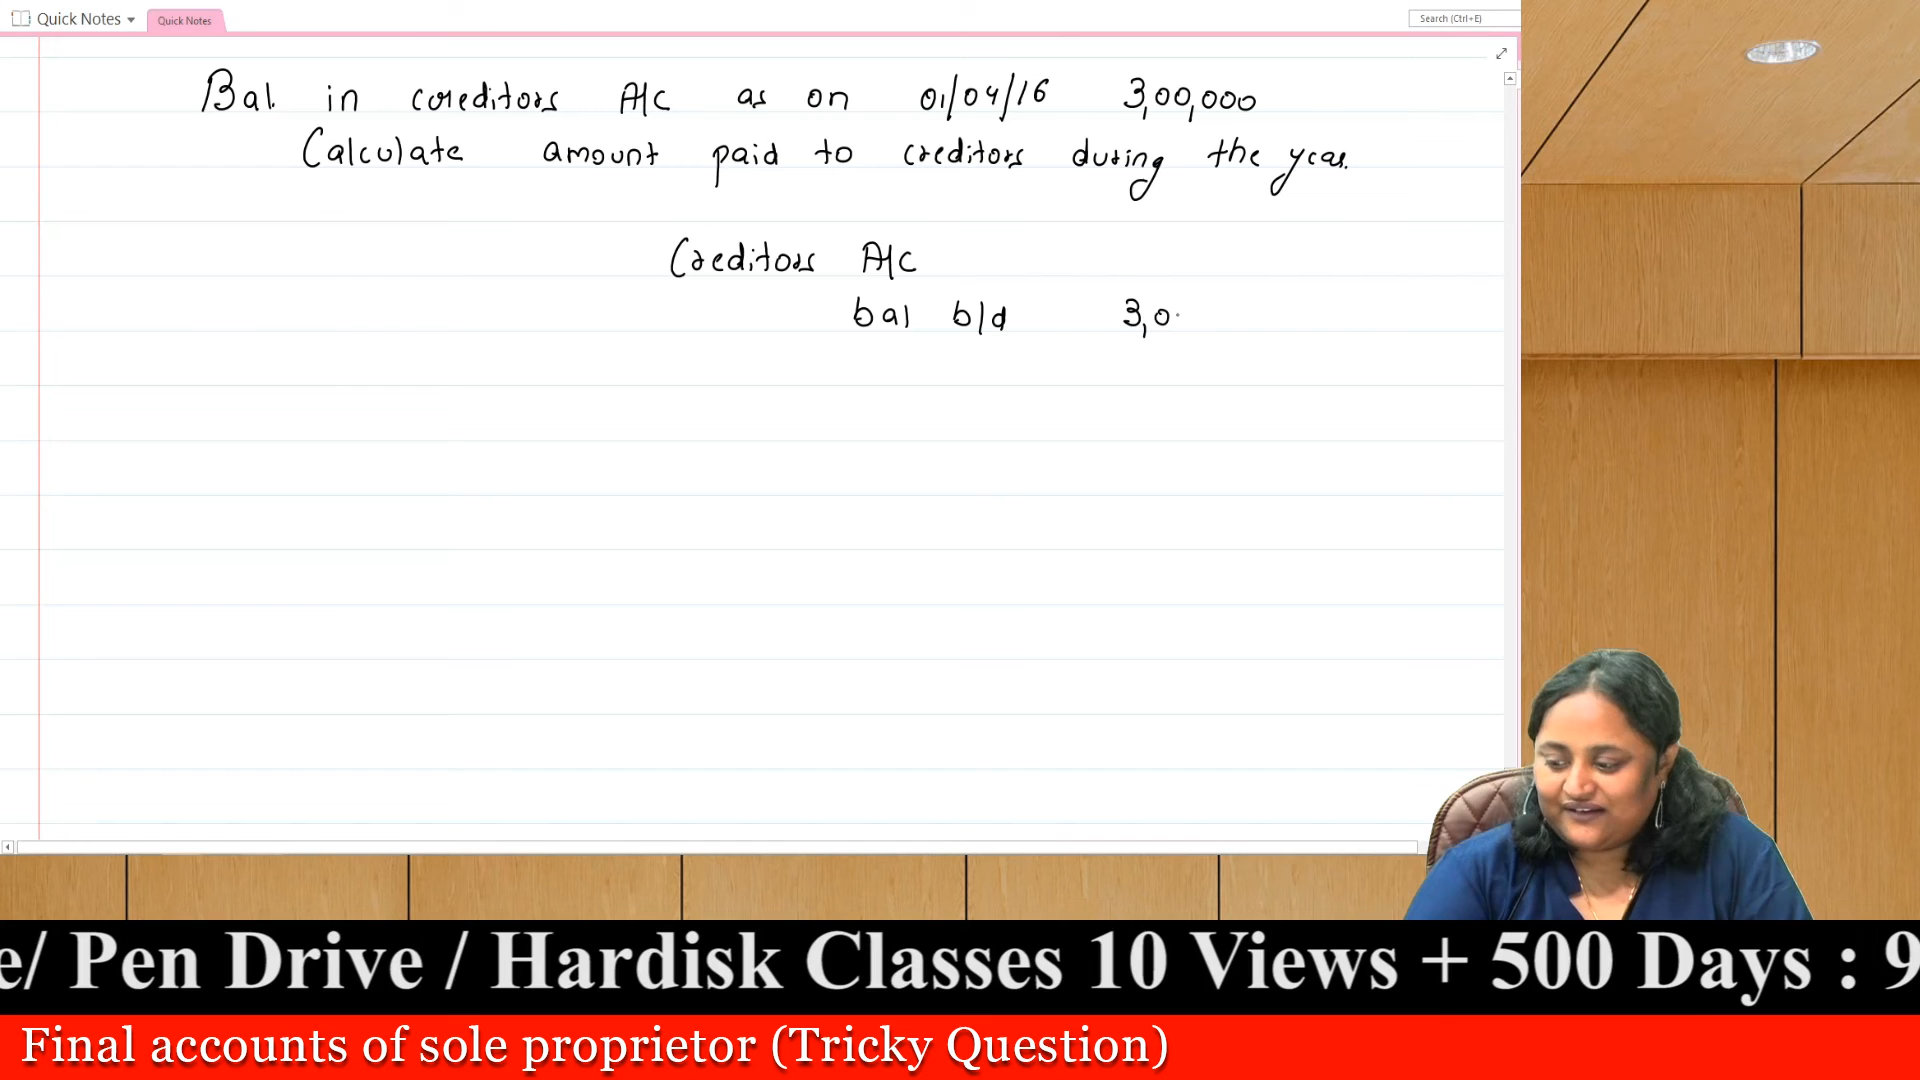 Quick Notes
Quick Notes
Search (Ctrl+E)
Bal. in creditors A/c as on 01/04/16 3,00,000
Calculate amount paid to creditors during the year.
Creditors A/c
bal b/d 3,0
e/ Pen Drive / Hardisk Classes 10 Views + 500 Days : 9
Final accounts of sole proprietor (Tricky Question)